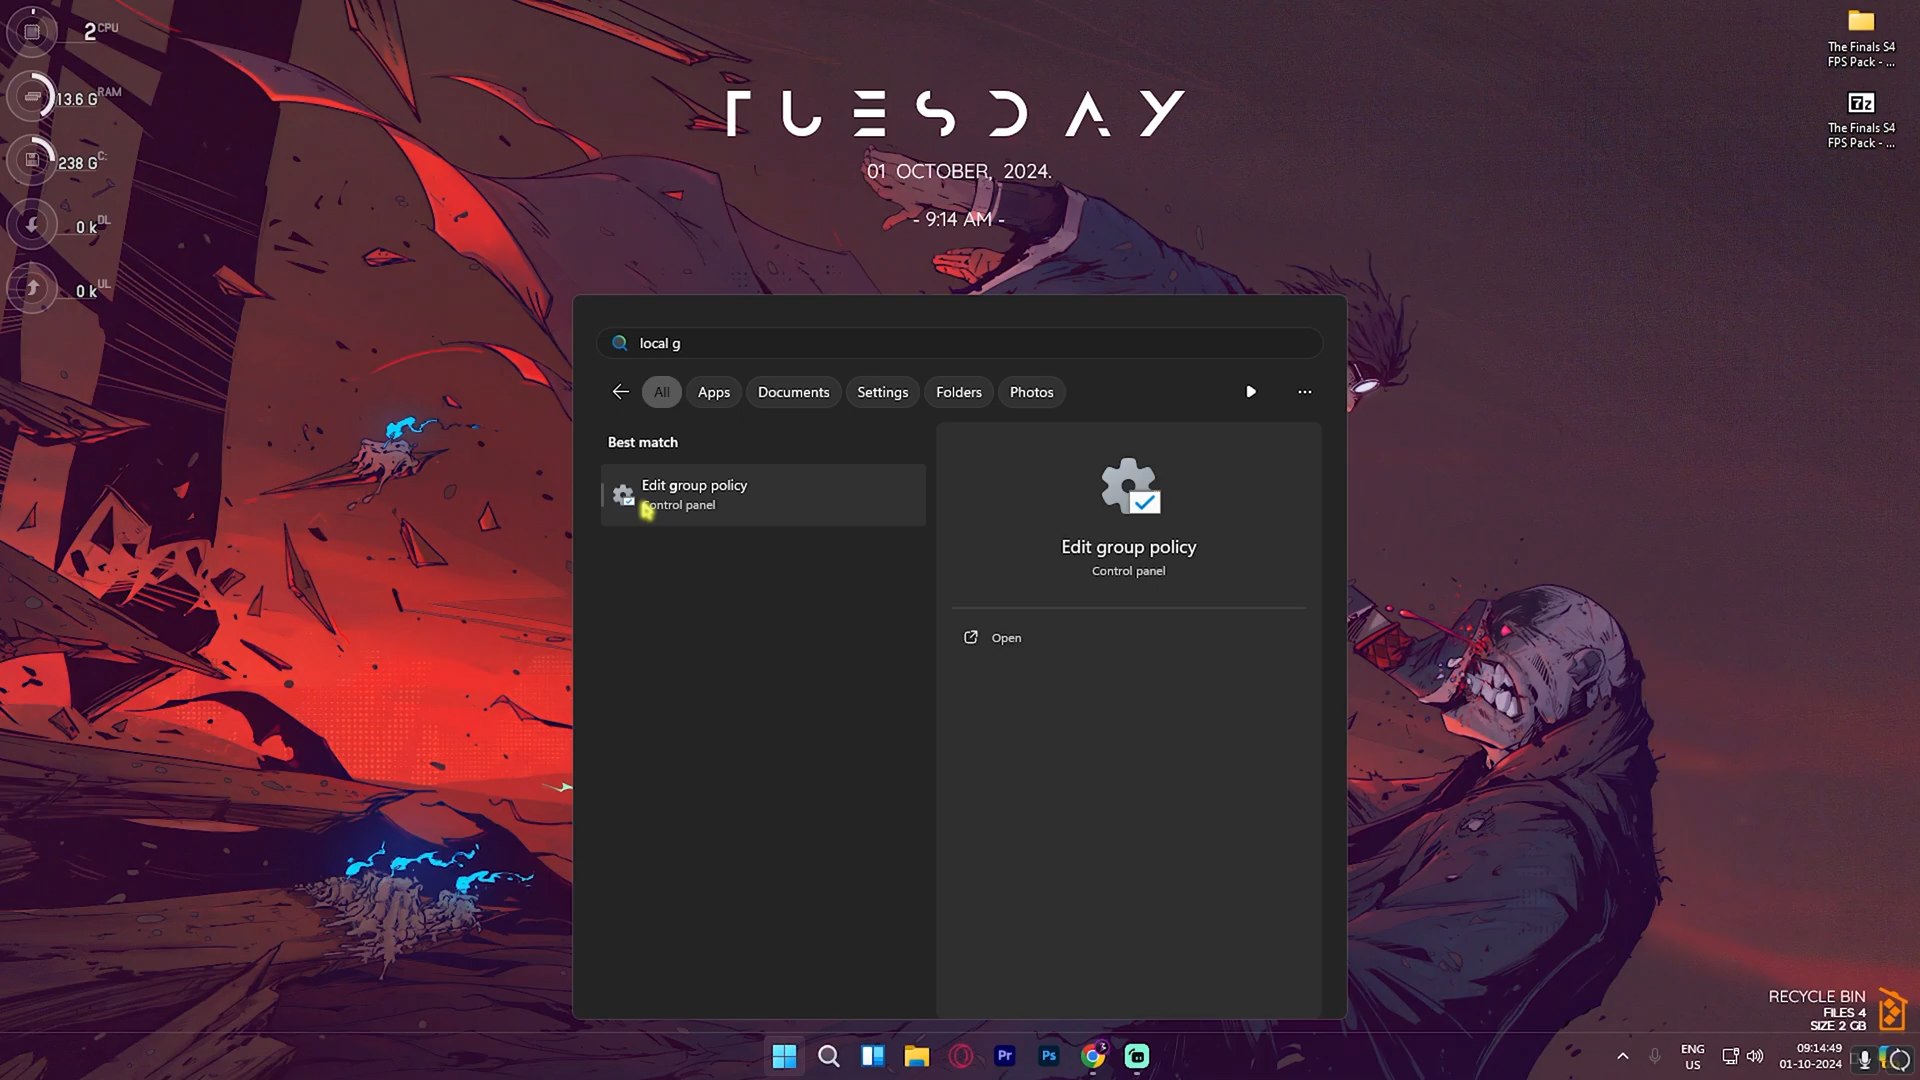 2 CPU
13.6 G RAM
238 G C:
0 k DL
0 k UL
TUESDAY
01 OCTOBER, 2024.
- 9:14 AM -
The Finals S4
FPS Pack - ...
7z
The Finals S4
FPS Pack - ...
local g
All
Apps
Documents
Settings
Folders
Photos
Best match
Edit group policy
Control panel
Edit group policy
Control panel
Open
RECYCLE BIN
FILES 4
SIZE 2 GB
Pr
Ps
3
ENG
US
09:14:49
01-10-2024